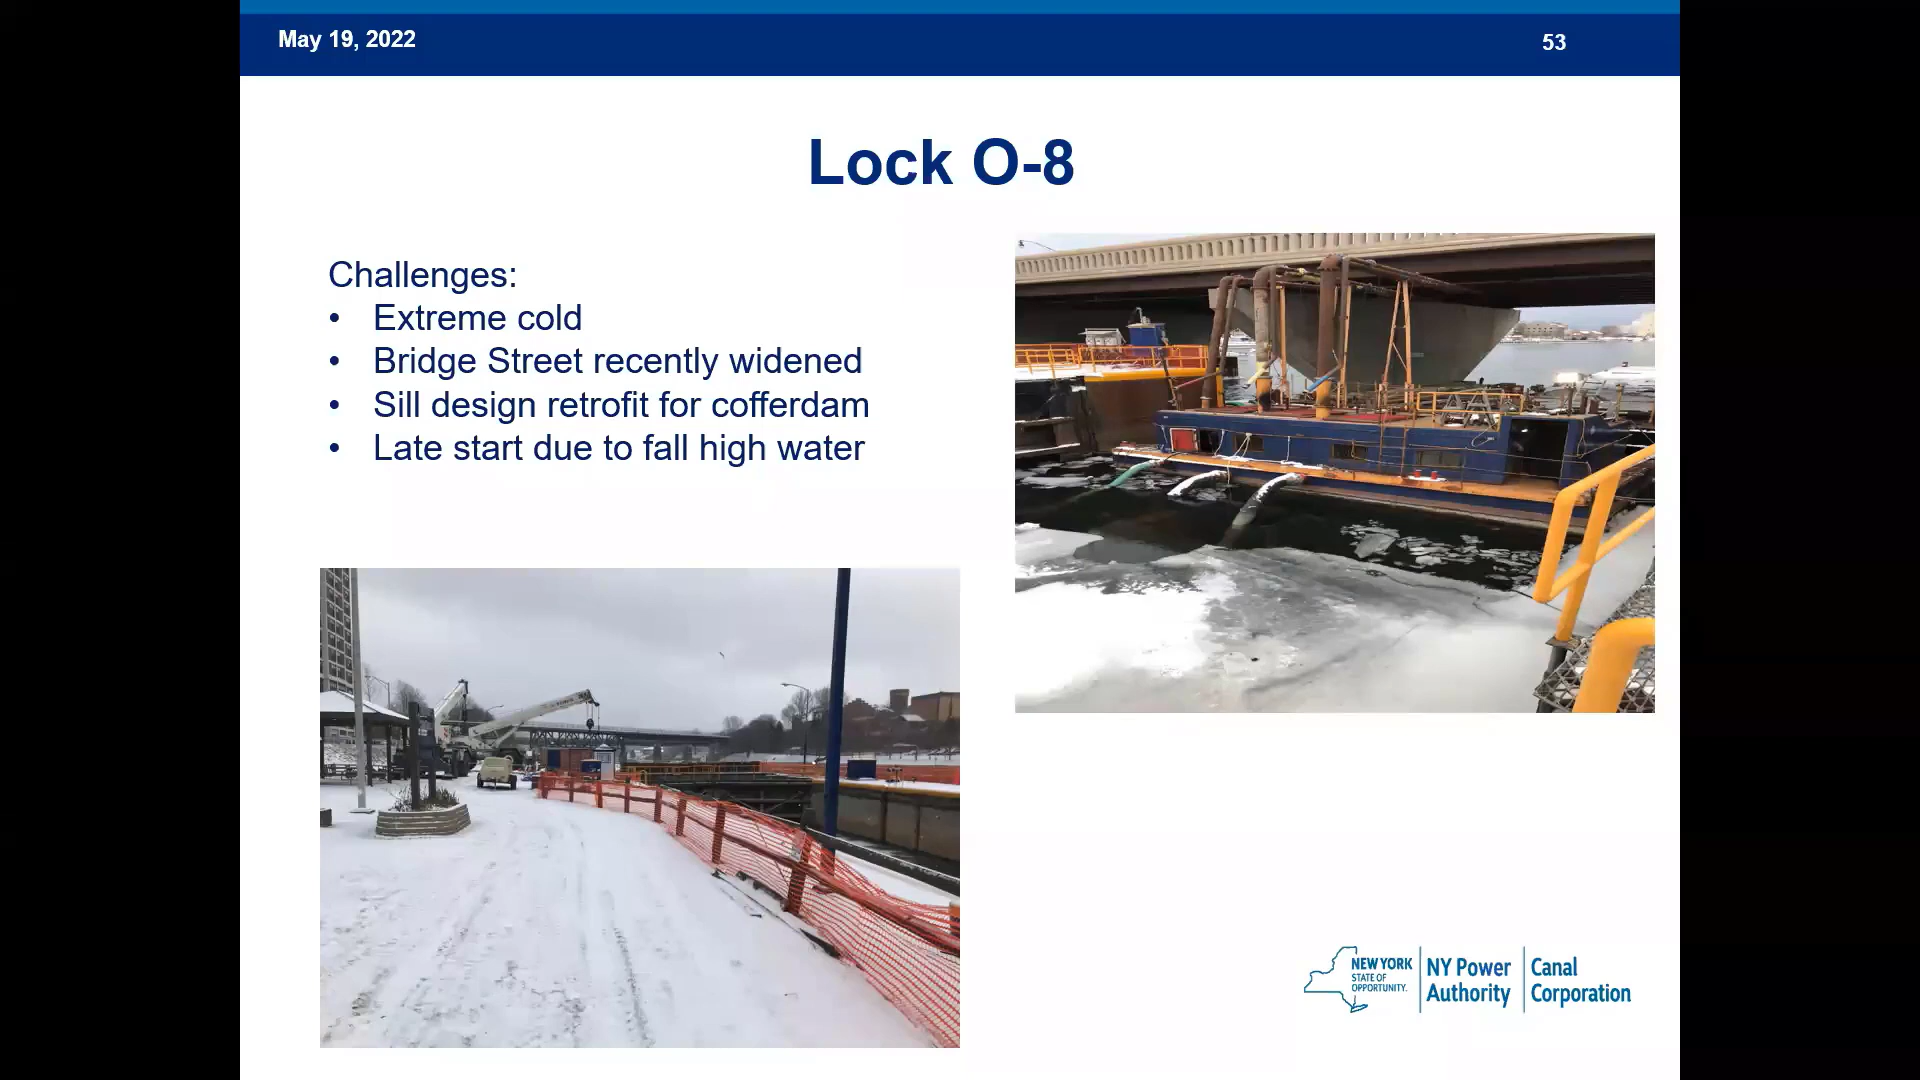 May 19, 2022
53
Lock O-8
Challenges:
• Extreme cold
• Bridge Street recently widened
• Sill design retrofit for cofferdam
• Late start due to fall high water
NEW YORK
STATE OF
OPPORTUNITY.
NY Power
Authority
Canal
Corporation